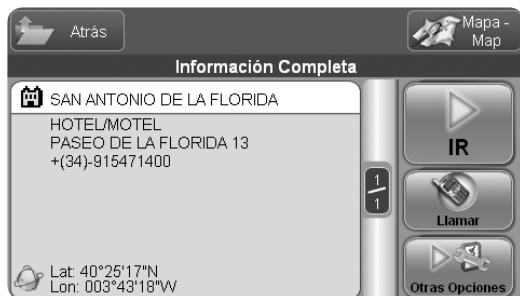 Atrás
Mapa -
Map
Información Completa
SAN ANTONIO DE LA FLORIDA
HOTEL/MOTEL
PASEO DE LA FLORIDA 13
+(34)-915471400
1
1
IR
Llamar
Lat: 40°25'17"N
Lon: 003°43'18"W
Otras Opciones